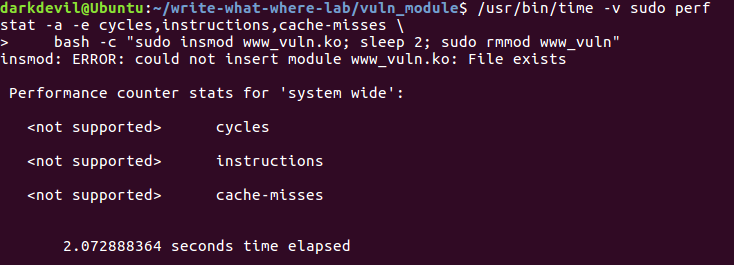 darkdevil@Ubuntu:~/write-what-where-lab/vuln_module$ /usr/bin/time -v sudo perf
stat -a -e cycles,instructions,cache-misses \
>     bash -c "sudo insmod www_vuln.ko; sleep 2; sudo rmmod www_vuln"
insmod: ERROR: could not insert module www_vuln.ko: File exists
Performance counter stats for 'system wide':
<not supported>      cycles
<not supported>      instructions
<not supported>      cache-misses
2.072888364 seconds time elapsed